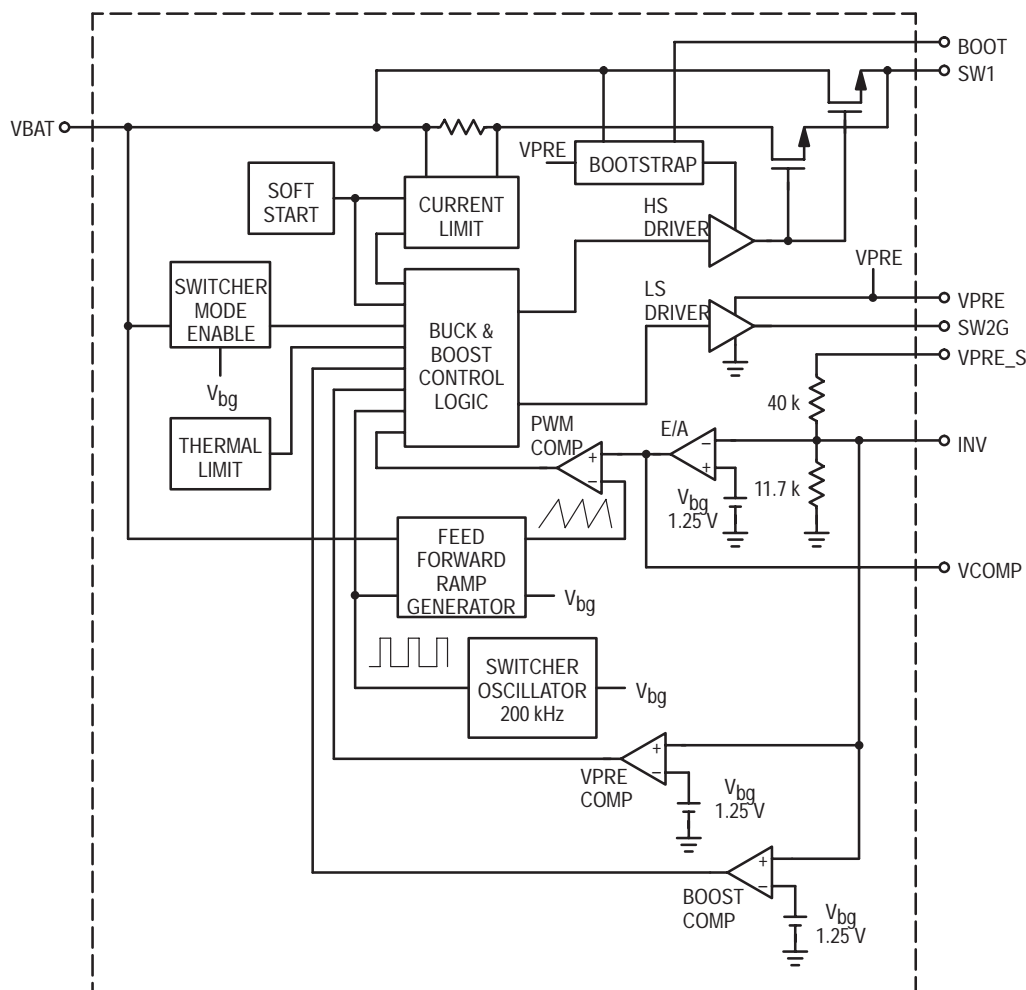 BOOT
SW1
VBAT
VPRE
BOOTSTRAP
SOFT
START
CURRENT
LIMIT
HS
DRIVER
VPRE
SWITCHER
MODE
ENABLE
BUCK &
BOOST
CONTROL
LOGIC
LS
DRIVER
VPRE
SW2G
VPRE_S
Vbg
40 k
THERMAL
LIMIT
PWM
COMP
+
−
E/A
−
+
INV
11.7 k
Vbg
1.25 V
FEED
FORWARD
RAMP
GENERATOR
Vbg
VCOMP
SWITCHER
OSCILLATOR
200 kHz
Vbg
+
−
VPRE
COMP
Vbg
1.25 V
+
−
BOOST
COMP
Vbg
1.25 V